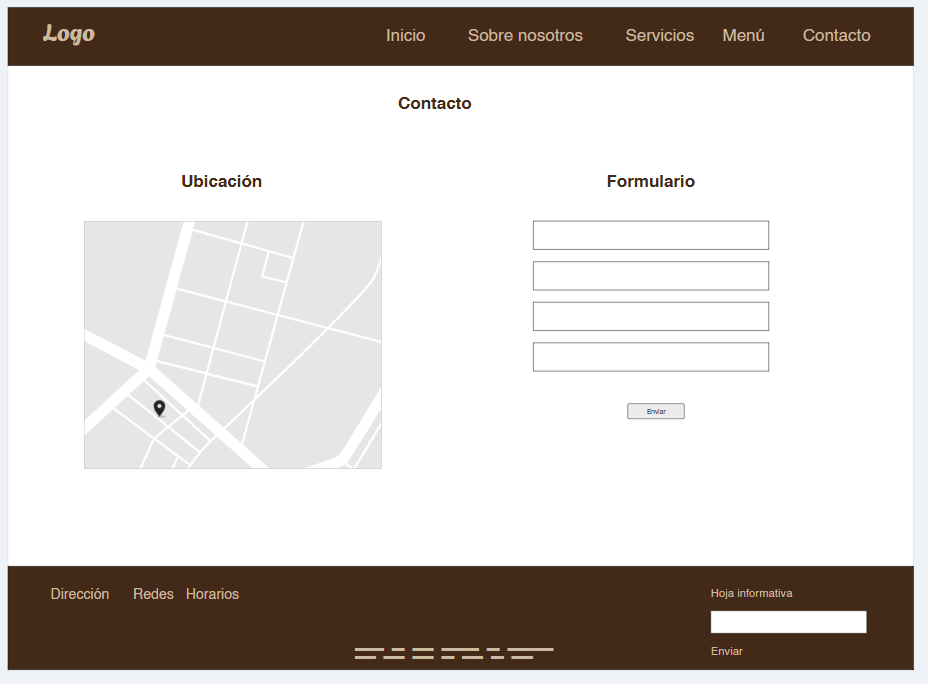 Logo
Inicio Sobre nosotros Servicios Menú Contacto
Contacto
Ubicación
Formulario
Enviar
Dirección Redes Horarios
Hoja informativa
Enviar